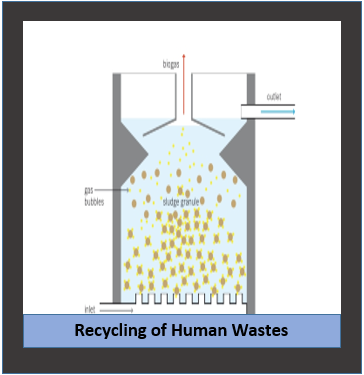 biogas
outlet
gas
bubbles
sludge granule
inlet
Recycling of Human Wastes